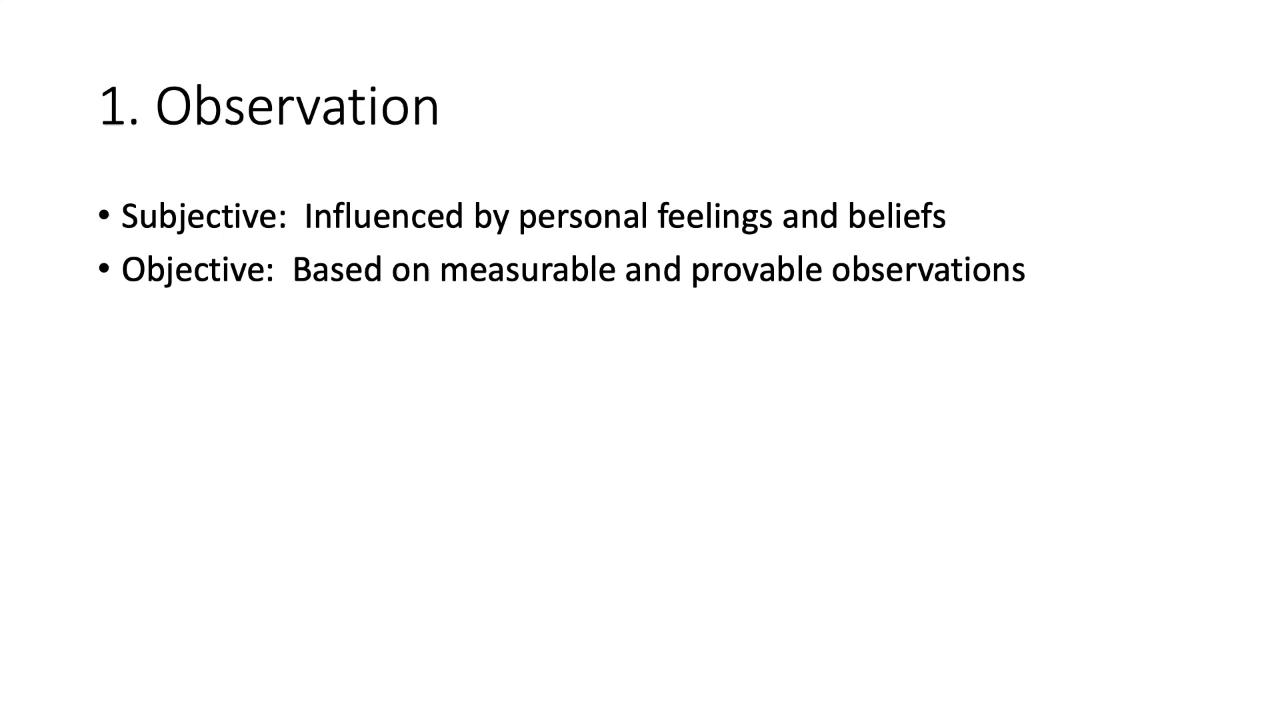 1. Observation
• Subjective:  Influenced by personal feelings and beliefs
• Objective:  Based on measurable and provable observations